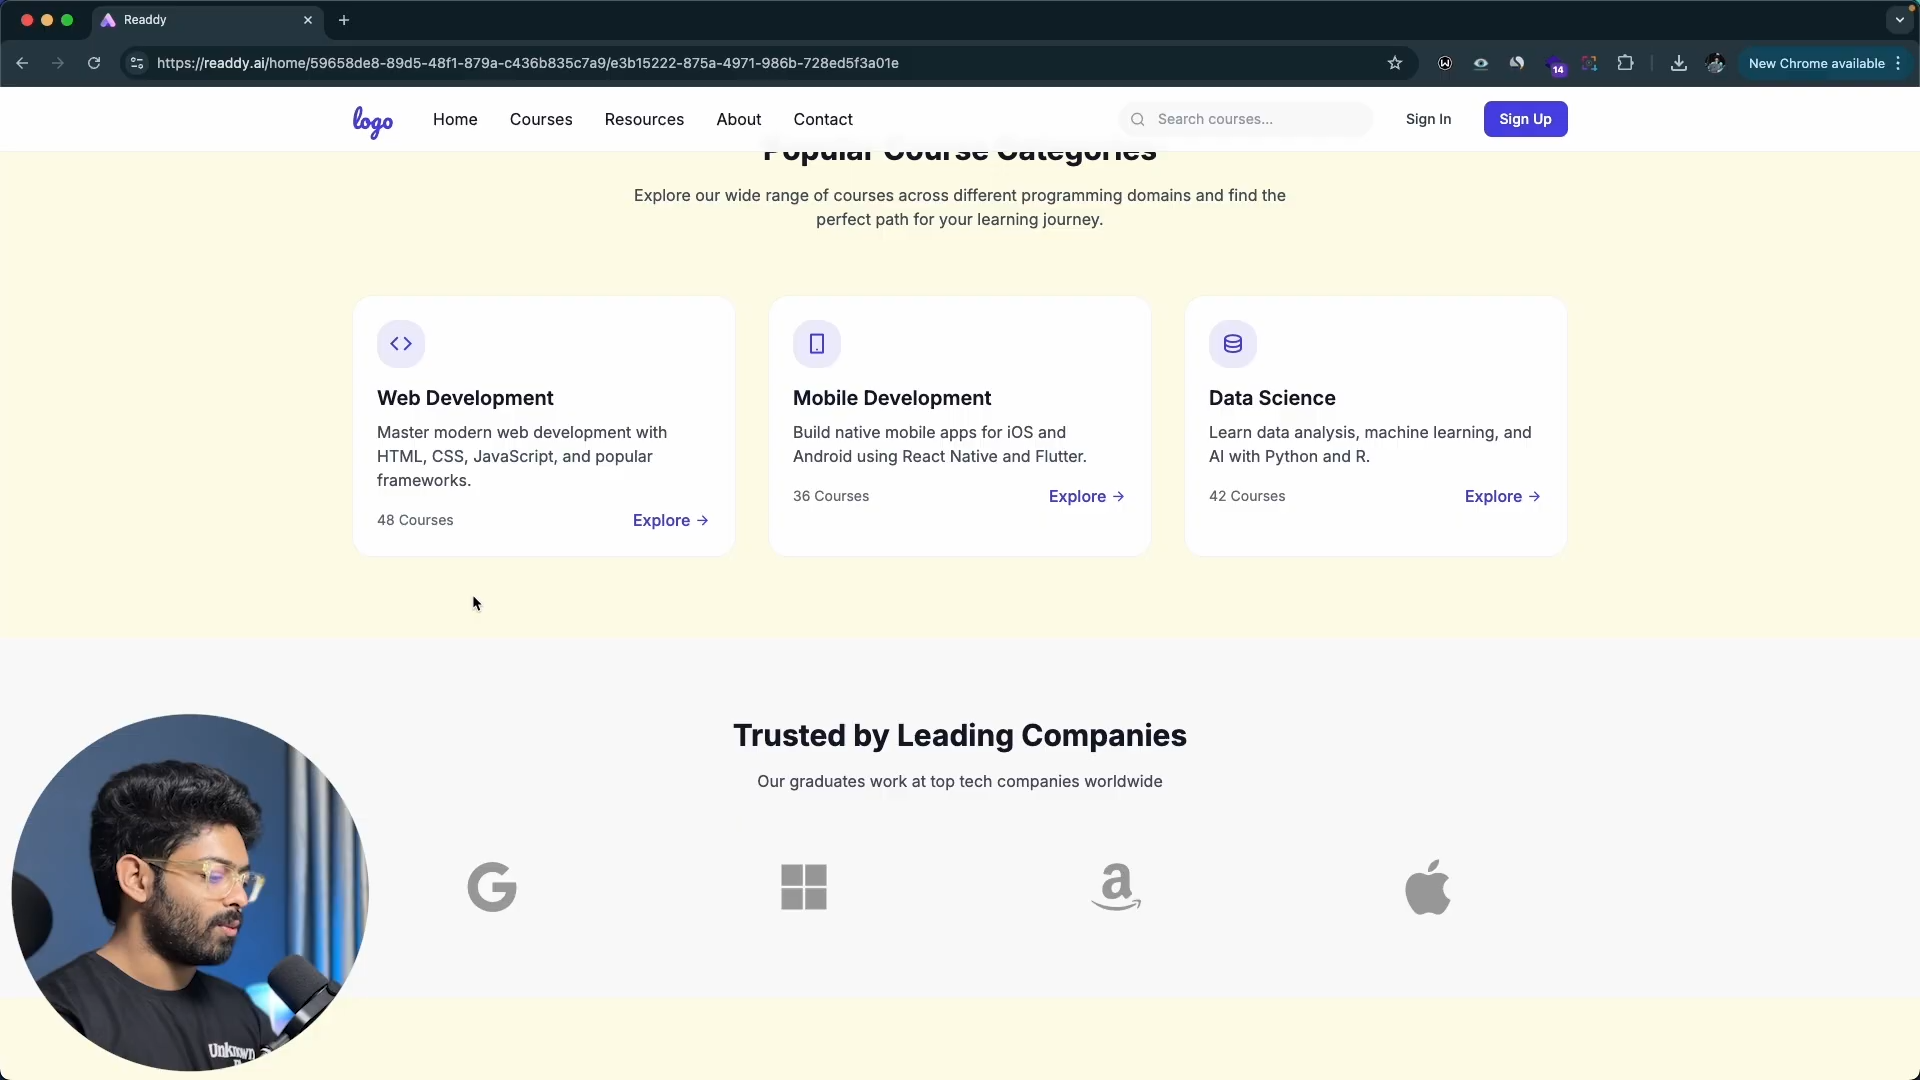 Readdy
https://readdy.ai/home/59658de8-89d5-48f1-879a-c436b835c7a9/e3b15222-875a-4971-986b-728ed5f3a01e
14
New Chrome available
logo
Home
Courses
Resources
About
Contact
Search courses...
Sign In
Sign Up
Popular Course Categories
Explore our wide range of courses across different programming domains and find the
perfect path for your learning journey.
Web Development
Master modern web development with
HTML, CSS, JavaScript, and popular
frameworks.
48 Courses
Explore →
Mobile Development
Build native mobile apps for iOS and
Android using React Native and Flutter.
36 Courses
Explore →
Data Science
Learn data analysis, machine learning, and
AI with Python and R.
42 Courses
Explore →
Trusted by Leading Companies
Our graduates work at top tech companies worldwide
Unknown